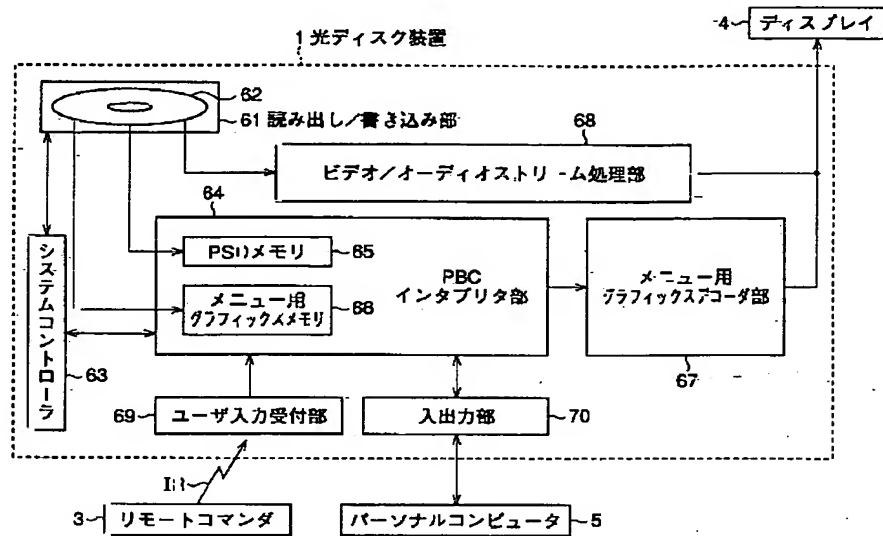 4 ディスプレイ
1 光ディスク装置
62
61 読み出し/書き込み部
68
ビデオ/オーディオストリーム処理部
64
PSDメモリ 65
メニュー用
グラフィックスメモリ
66
PBC
インタプリタ部
メニュー用
グラフィックスデコーダ部
67
システムコントローラ
63
69 ユーザ入力受付部
入出力部 70
IR
3 リモートコマンダ
パーソナルコンピュータ 5